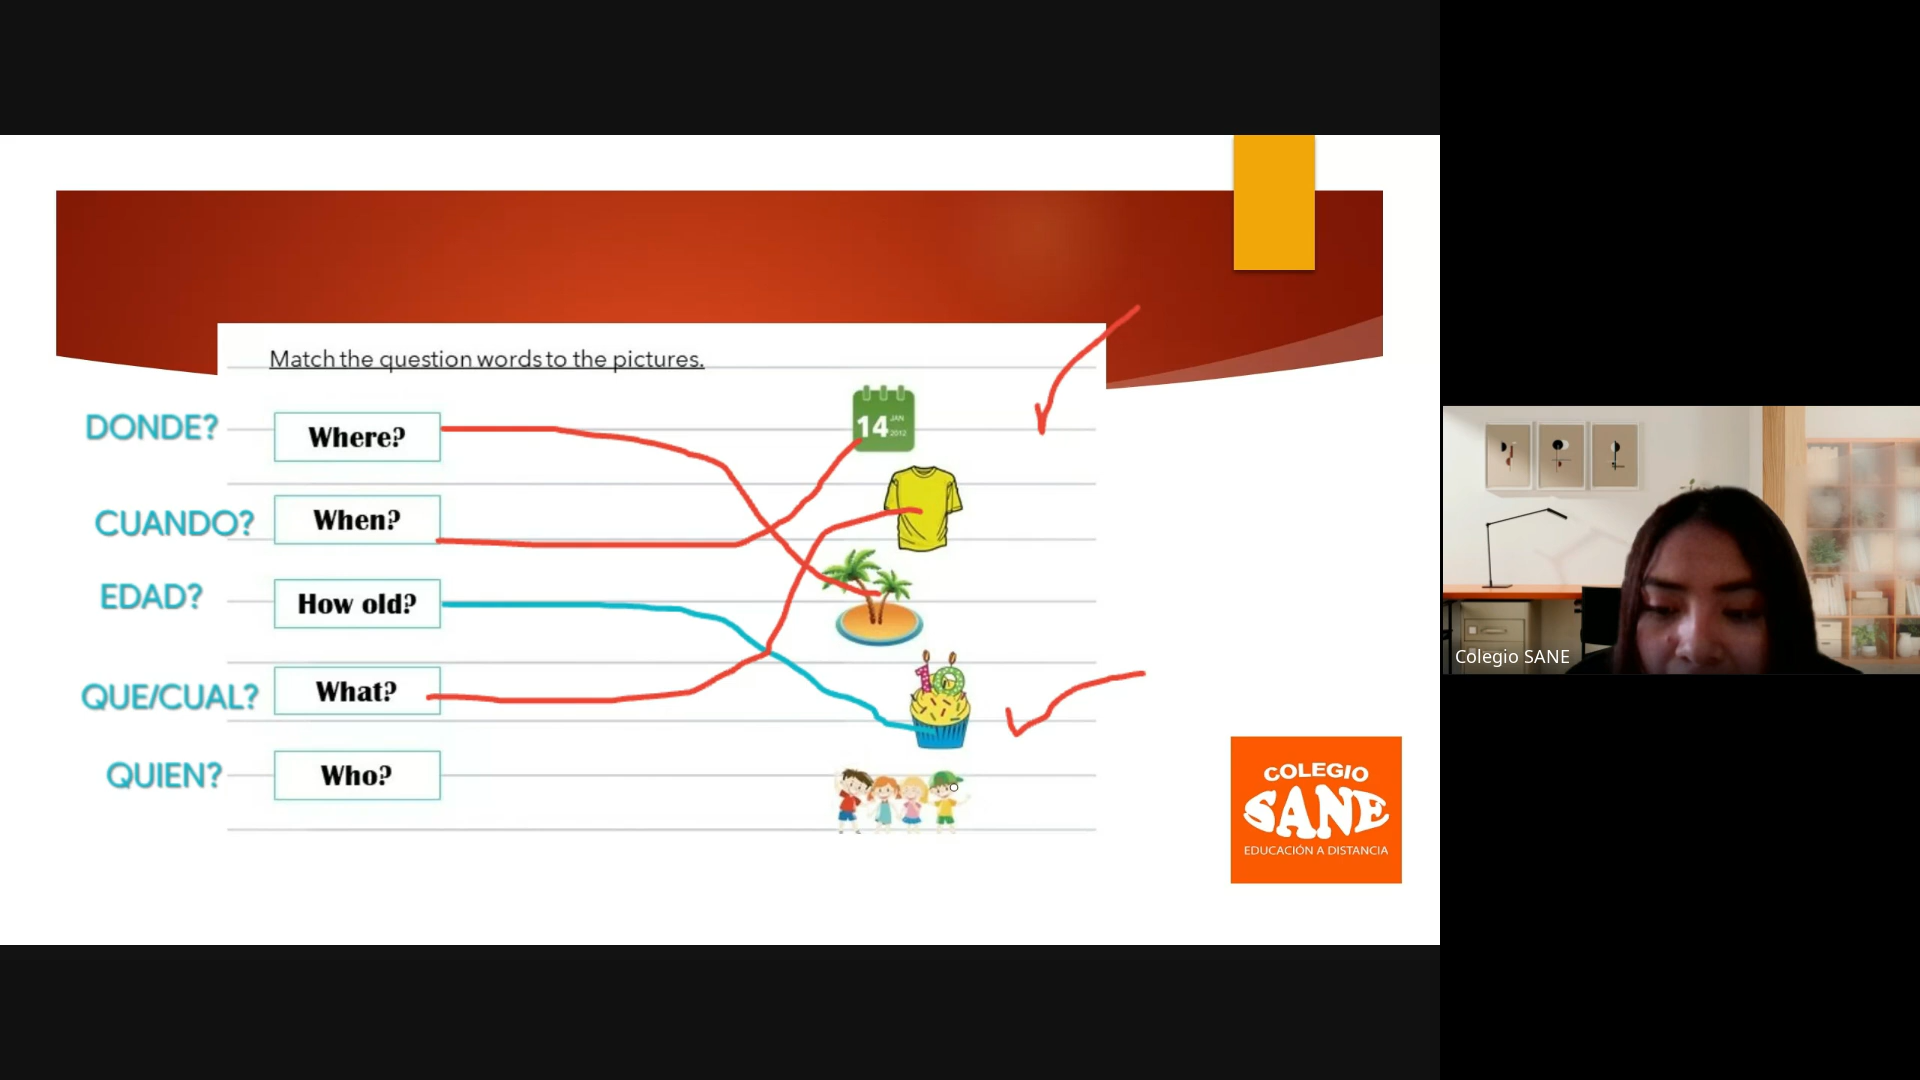 Match the question words to the pictures.
DONDE?
Where?
14 JAN
2012
CUANDO?
When?
EDAD?
How old?
QUE/CUAL?
What?
10
QUIEN?
Who?
COLEGIO
SANE
EDUCACIÓN A DISTANCIA
Colegio SANE